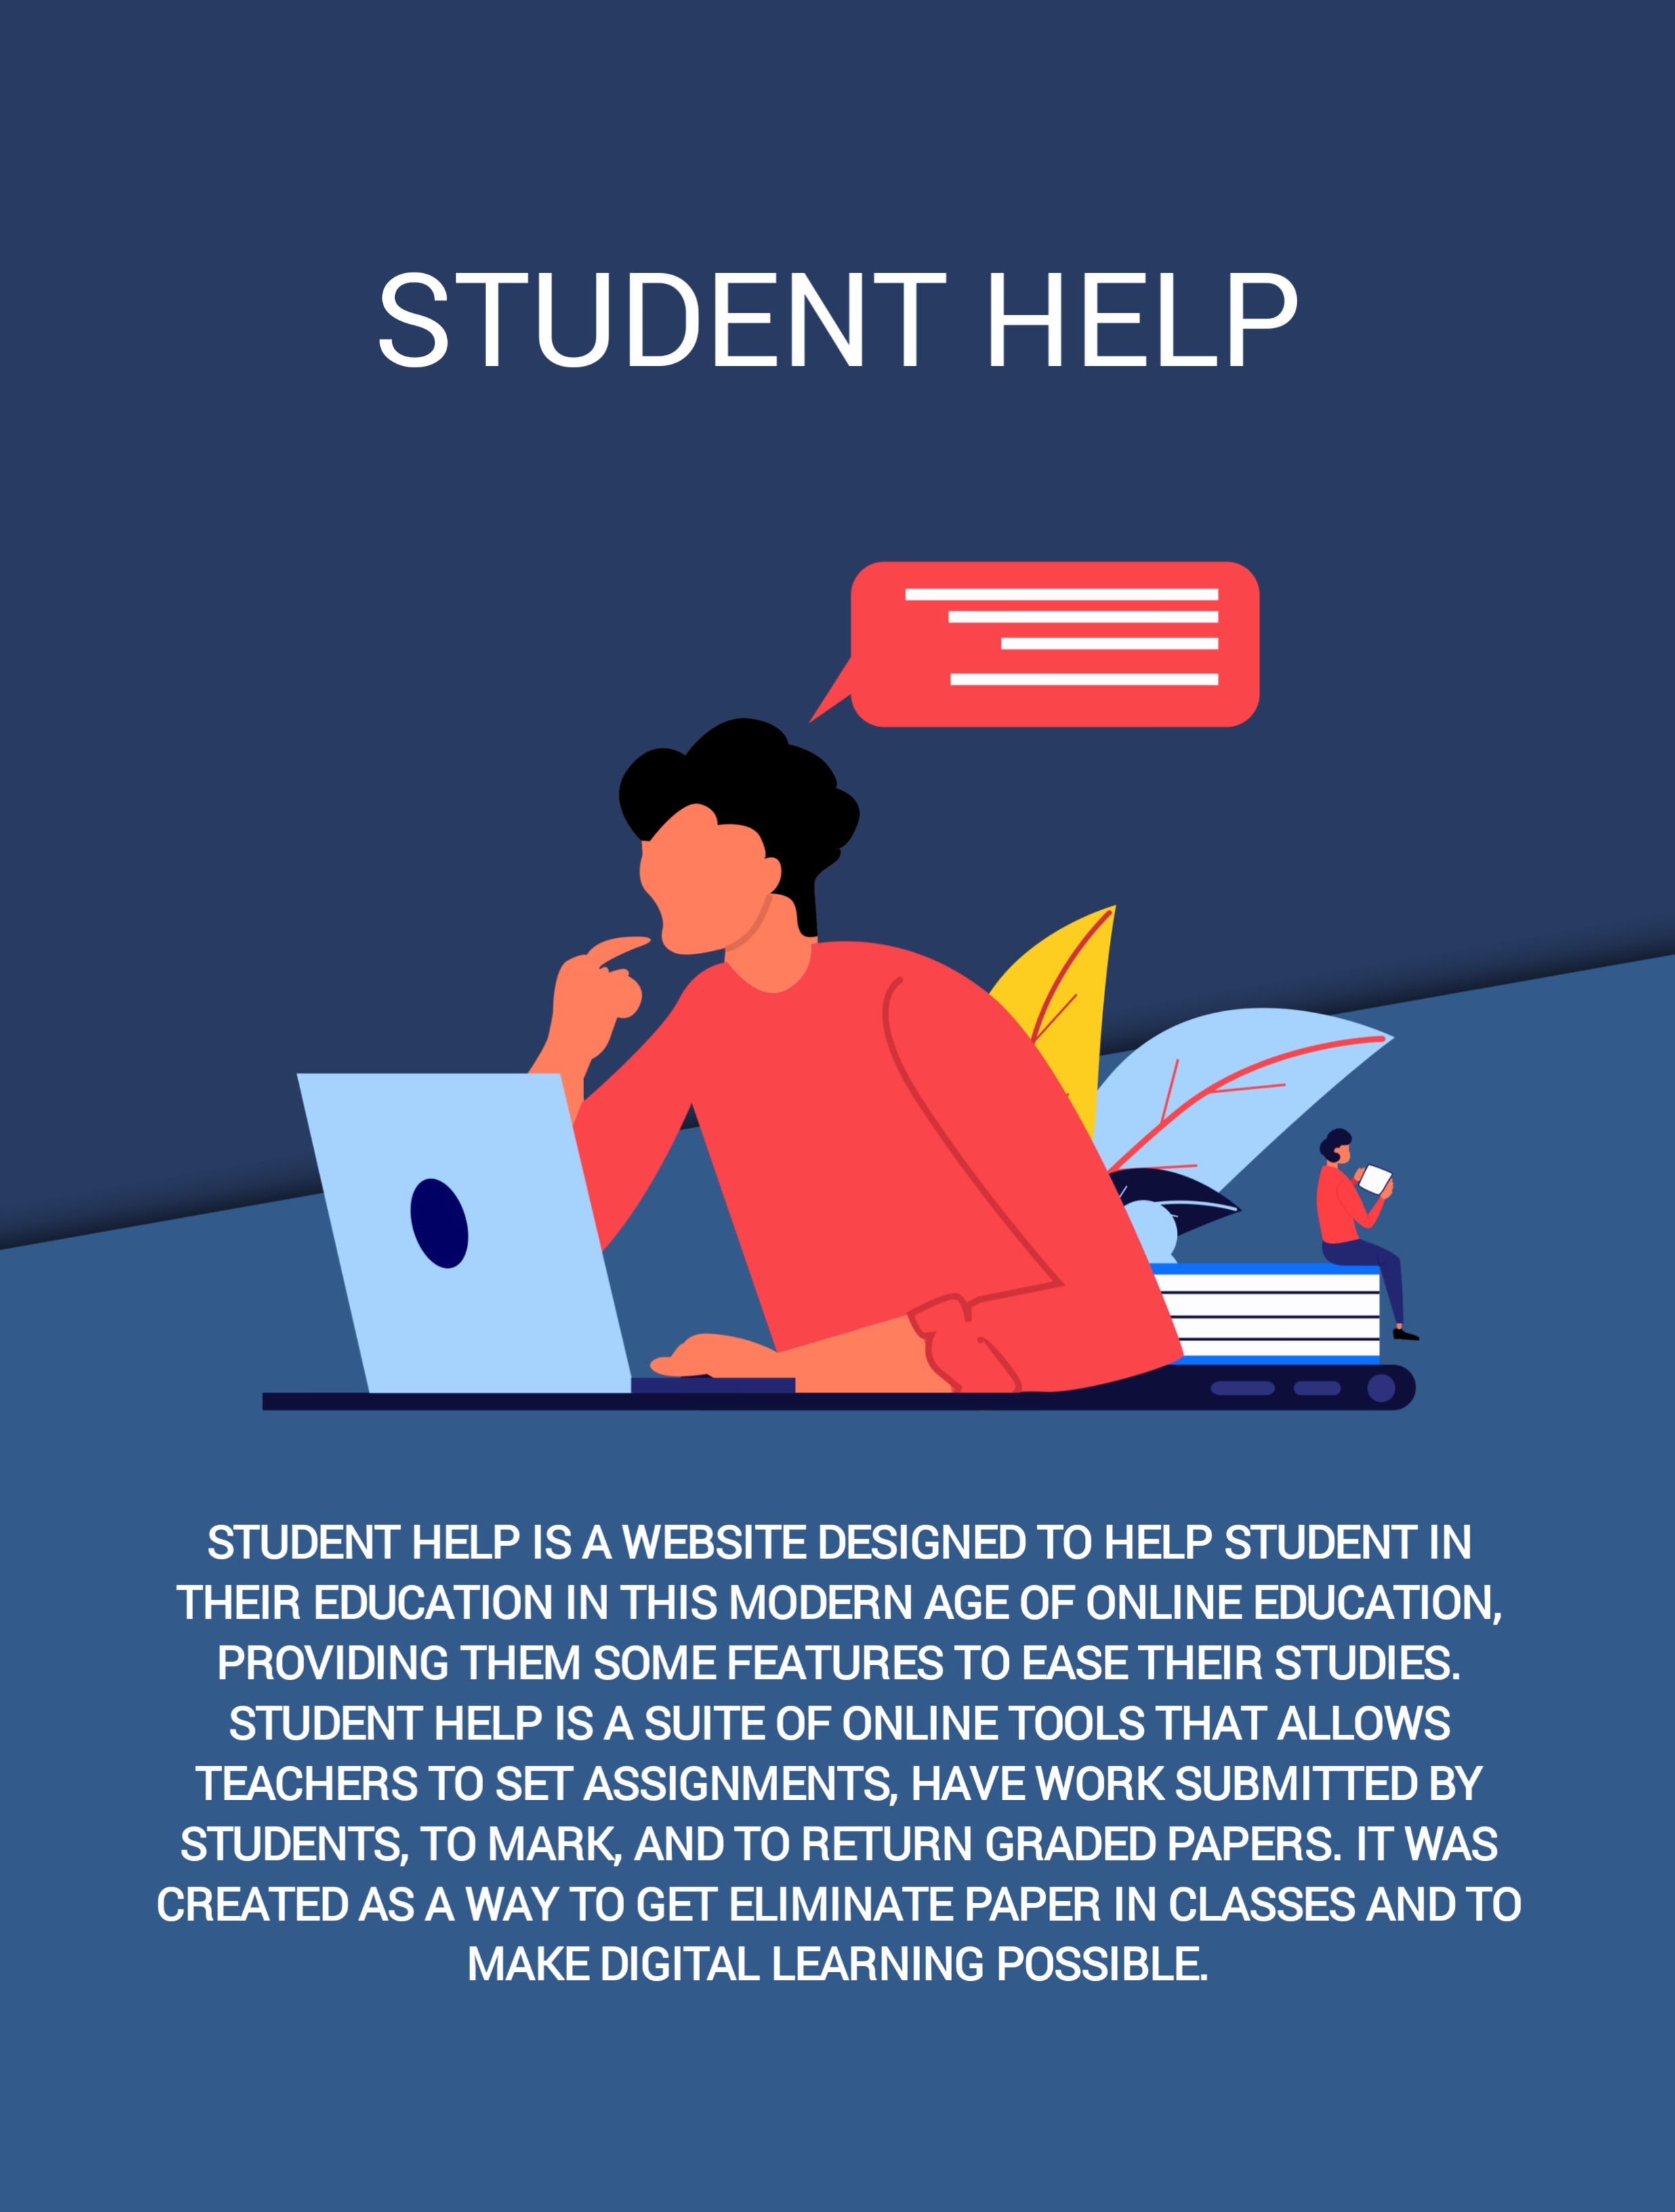 STUDENT HELP
STUDENT HELP IS A WEBSITE DESIGNED TO HELP STUDENT IN
THEIR EDUCATION IN THIS MODERN AGE OF ONLINE EDUCATION,
PROVIDING THEM SOME FEATURES TO EASE THEIR STUDIES.
STUDENT HELP IS A SUITE OF ONLINE TOOLS THAT ALLOWS
TEACHERS TO SET ASSIGNMENTS, HAVE WORK SUBMITTED BY
STUDENTS, TO MARK, AND TO RETURN GRADED PAPERS. IT WAS
CREATED AS A WAY TO GET ELIMINATE PAPER IN CLASSES AND TO
MAKE DIGITAL LEARNING POSSIBLE.